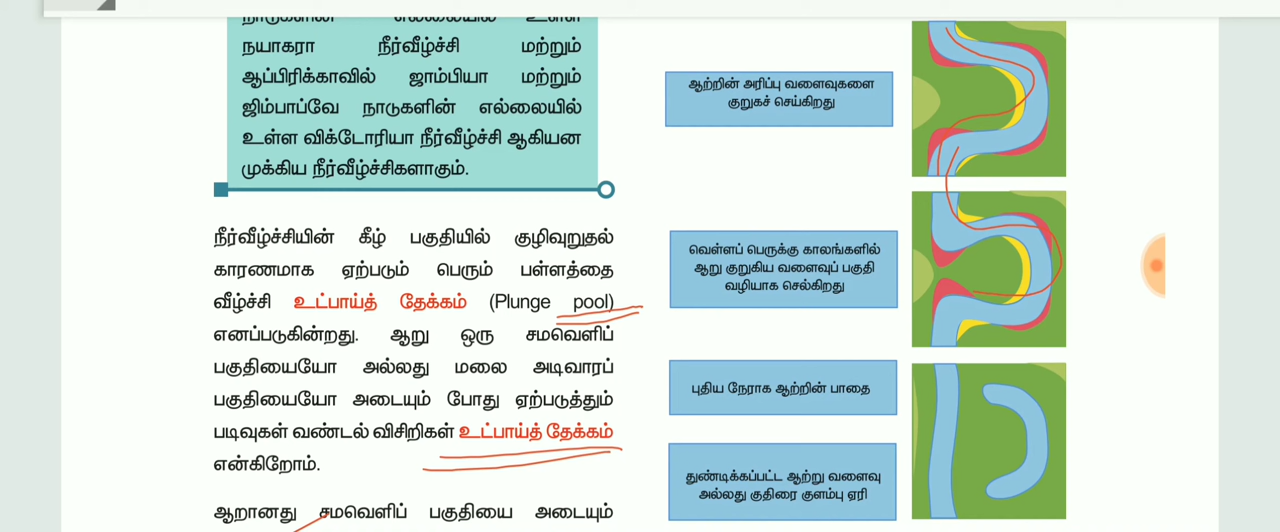 நாடுகளின் எல்லையில் உள்ள
நயாகரா நீர்வீழ்ச்சி மற்றும்
ஆப்பிரிக்காவில் ஜாம்பியா மற்றும்
ஜிம்பாப்வே நாடுகளின் எல்லையில்
உள்ள விக்டோரியா நீர்வீழ்ச்சி ஆகியன
முக்கிய நீர்வீழ்ச்சிகளாகும்.
நீர்வீழ்ச்சியின் கீழ் பகுதியில் குழிவுறுதல்
காரணமாக ஏற்படும் பெரும் பள்ளத்தை
வீழ்ச்சி உட்பாய்த் தேக்கம் (Plunge pool)
எனப்படுகின்றது. ஆறு ஒரு சமவெளிப்
பகுதியையோ அல்லது மலை அடிவாரப்
பகுதியையோ அடையும் போது ஏற்படுத்தும்
படிவுகள் வண்டல் விசிறிகள் உட்பாய்த் தேக்கம்
என்கிறோம்.
ஆறானது சமவெளிப் பகுதியை அடையும்
ஆற்றின் அரிப்பு வளைவுகளை
குறுகச் செய்கிறது
வெள்ளப் பெருக்கு காலங்களில்
ஆறு குறுகிய வளைவுப் பகுதி
வழியாக செல்கிறது
புதிய நேராக ஆற்றின் பாதை
துண்டிக்கப்பட்ட ஆற்று வளைவு
அல்லது குதிரை குளம்பு ஏரி